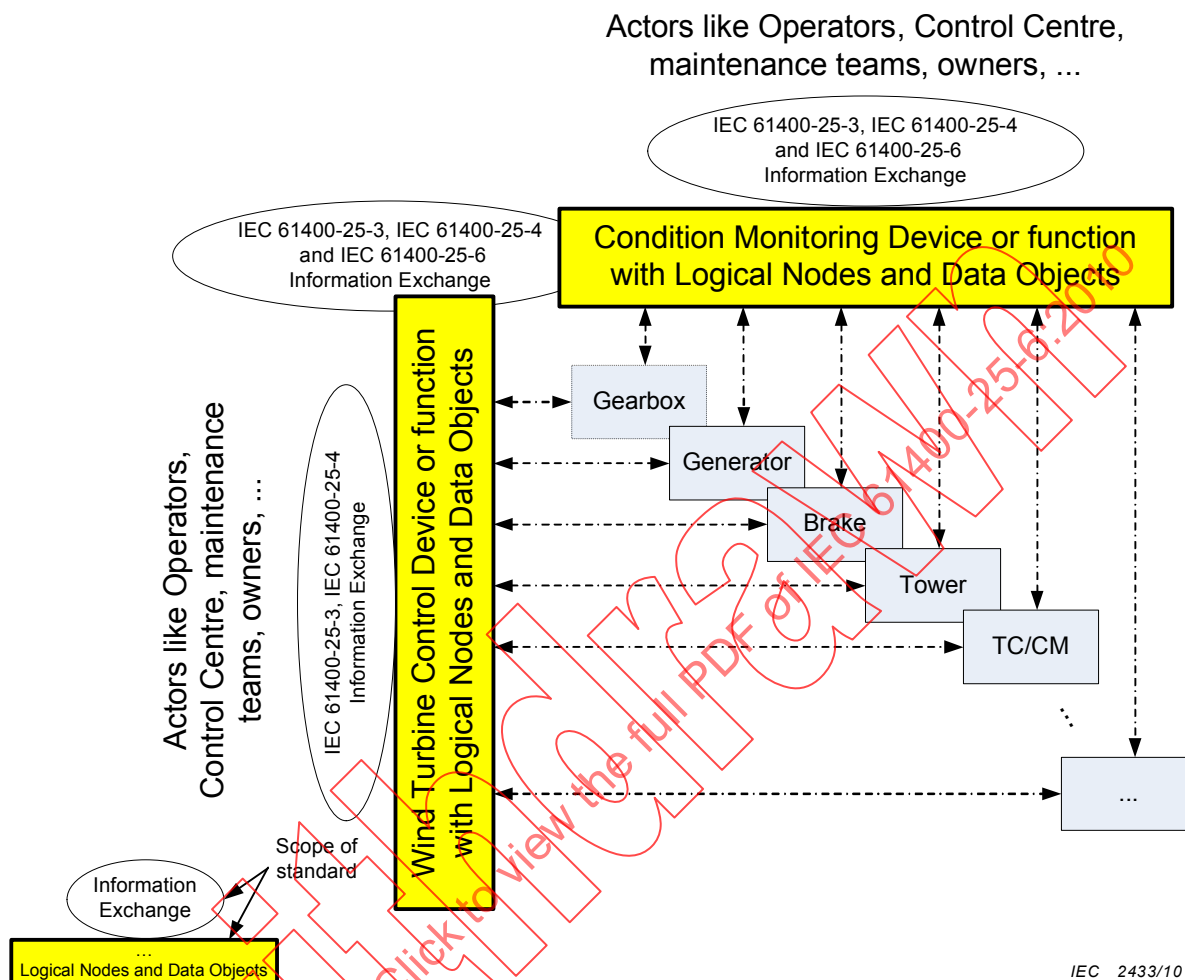 Actors like Operators, Control Centre,
maintenance teams, owners, ...
IEC 61400-25-3, IEC 61400-25-4
and IEC 61400-25-6
Information Exchange
IEC 61400-25-3, IEC 61400-25-4
and IEC 61400-25-6
Information Exchange
Condition Monitoring Device or function
with Logical Nodes and Data Objects
Actors like Operators,
Control Centre, maintenance
teams, owners, ...
IEC 61400-25-3, IEC 61400-25-4
Information Exchange
Wind Turbine Control Device or function
with Logical Nodes and Data Objects
Gearbox
Generator
Brake
Tower
TC/CM
...
...
Scope of
standard
Information
Exchange
...
Logical Nodes and Data Objects
Click to view the full PDF of IEC 61400-25-6:2010
IEC 2433/10